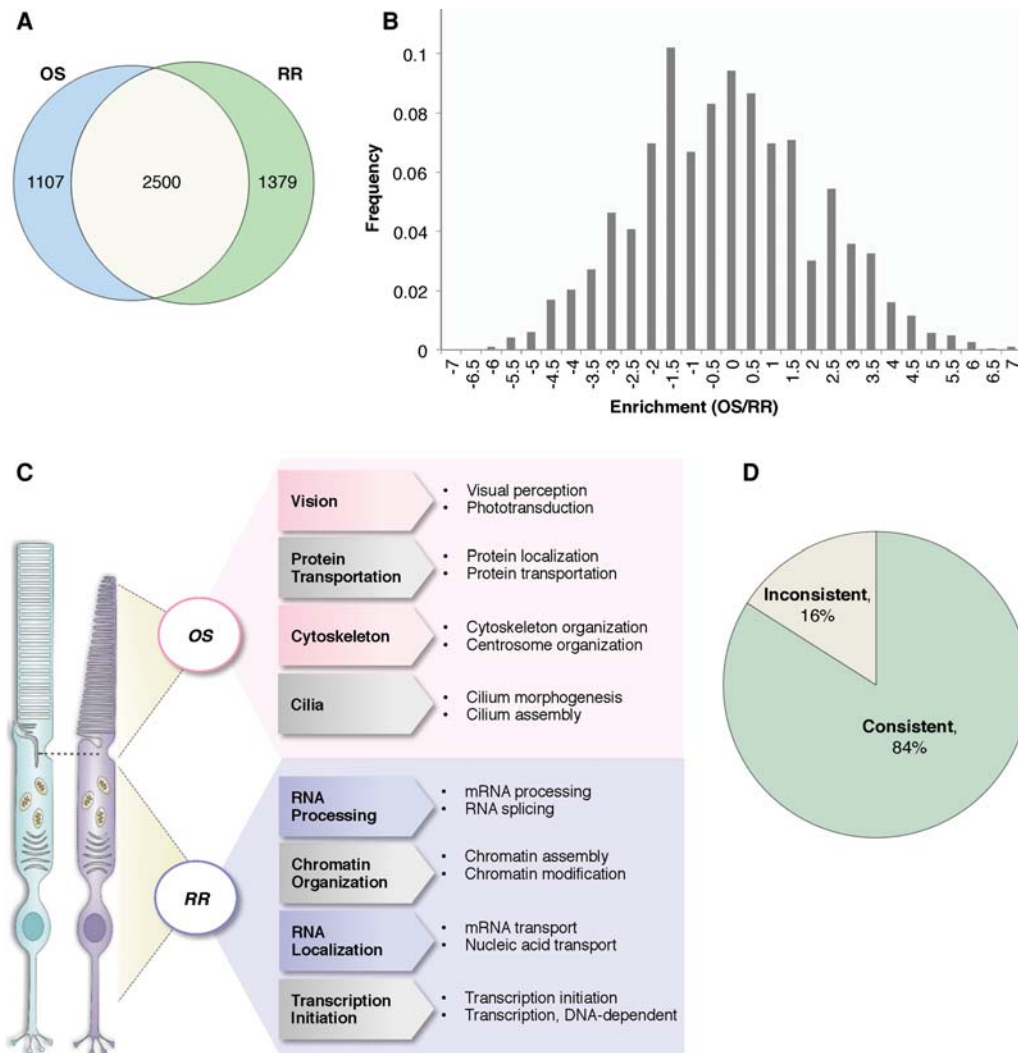 A
OS
RR
1107
2500
1379
B
Frequency
0.1
0.08
0.06
0.04
0.02
0
-7
-6.5
-6
-5.5
-5
-4.5
-4
-3.5
-3
-2.5
-2
-1.5
-1
-0.5
0
0.5
1
1.5
2
2.5
3
3.5
4
4.5
5
5.5
6
6.5
7
Enrichment (OS/RR)
C
OS
Vision
• Visual perception
• Phototransduction
Protein
Transportation
• Protein localization
• Protein transportation
Cytoskeleton
• Cytoskeleton organization
• Centrosome organization
Cilia
• Cilium morphogenesis
• Cilium assembly
RR
RNA
Processing
• mRNA processing
• RNA splicing
Chromatin
Organization
• Chromatin assembly
• Chromatin modification
RNA
Localization
• mRNA transport
• Nucleic acid transport
Transcription
Initiation
• Transcription initiation
• Transcription, DNA-dependent
D
Inconsistent,
16%
Consistent,
84%